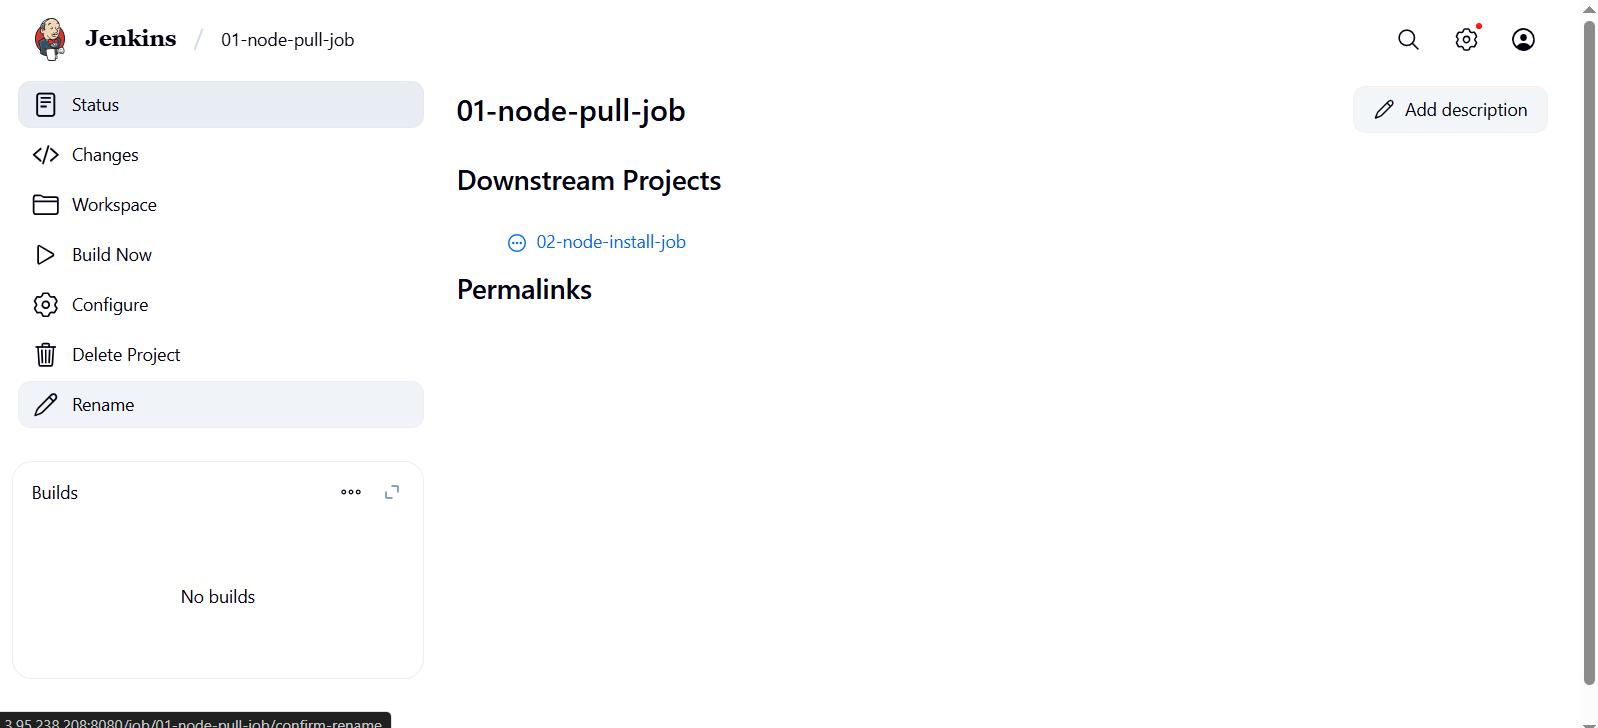 Jenkins / 01-node-pull-job
Status
Changes
Workspace
Build Now
Configure
Delete Project
Rename
Builds
No builds
01-node-pull-job
Add description
Downstream Projects
02-node-install-job
Permalinks
3.95.238.208:8080/job/01-node-pull-job/confirm-rename